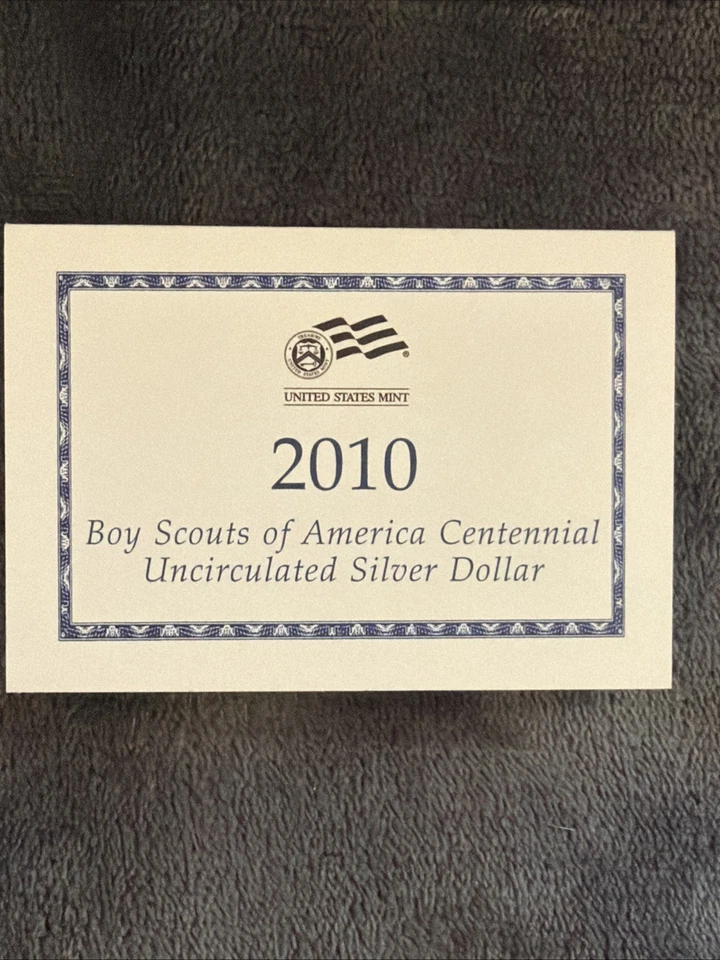 UNITED STATES MINT
2010
Boy Scouts of America Centennial
Uncirculated Silver Dollar